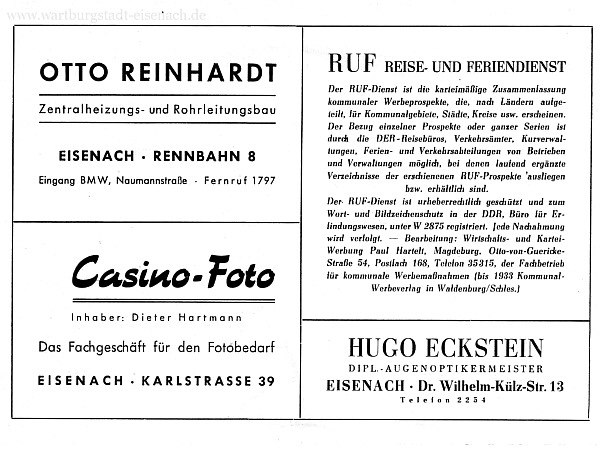 www.wartburgstadt-eisenach.de
OTTO REINHARDT
Zentralheizungs- und Rohrleitungsbau
EISENACH · RENNBAHN 8
Eingang BMW, Naumannstraße · Fernruf 1797
Casino-Foto
Inhaber: Dieter Hartmann
Das Fachgeschäft für den Fotobedarf
EISENACH · KARLSTRASSE 39
RUF REISE- UND FERIENDIENST
Der RUF-Dienst ist die karteimäßige Zusammenfassung
kommunaler Werbeprospekte, die, nach Ländern aufge-
teilt, für Kommunalgebiete, Städte, Kreise usw. erscheinen.
Der Bezug einzelner Prospekte oder ganzer Serien ist
durch die DER-Reisebüros, Verkehrsämter, Kurverwal-
tungen, Ferien- und Verkehrsabteilungen von Betrieben
und Verwaltungen möglich, bei denen laufend ergänzte
Verzeichnisse der erschienenen RUF-Prospekte ausliegen
bzw. erhältlich sind.
Der RUF-Dienst ist urheberrechtlich geschützt und zum
Wort- und Bildzeichenschutz in der DDR, Büro für Er-
findungswesen, unter W 2875 registriert. Jede Nachahmung
wird verfolgt. — Bearbeitung: Wirtschafts- und Kartei-
Werbung Paul Hartelt, Magdeburg, Otto-von-Guericke-
Straße 54, Postfach 168, Telefon 35315, der Fachbetrieb
für kommunale Werbemaßnahmen (bis 1933 Kommunal-
Werbeverlag in Waldenburg/Schles.)
HUGO ECKSTEIN
DIPL.-AUGENOPTIKERMEISTER
EISENACH · Dr. Wilhelm-Külz-Str. 13
Telefon 2254